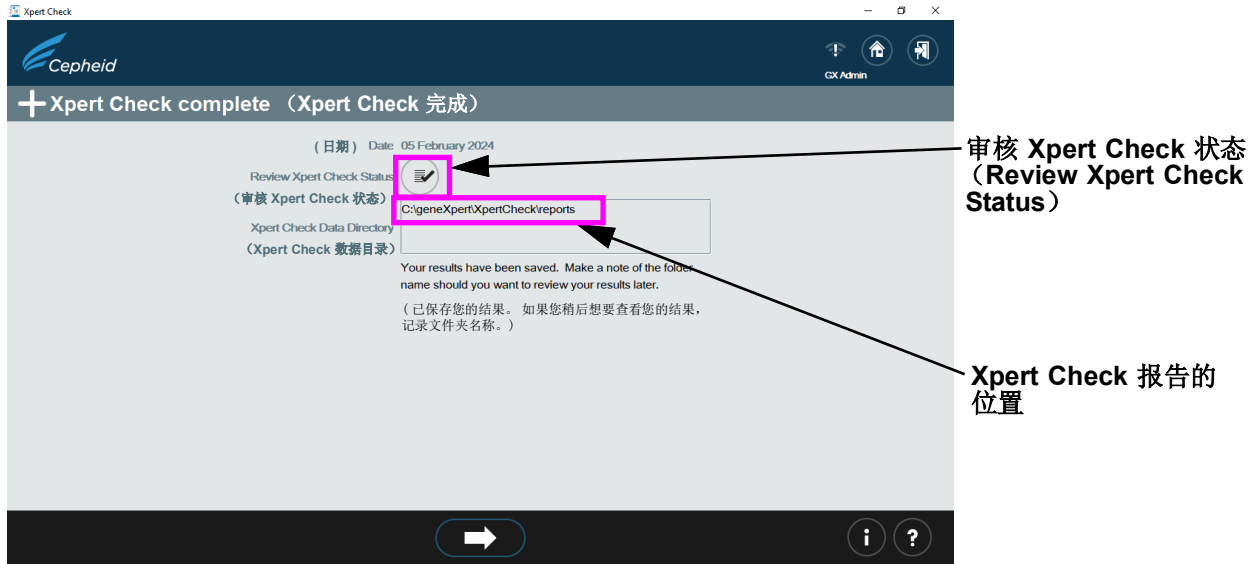 Xpert Check
Cepheid
GX Admin
Xpert Check complete （Xpert Check 完成）
（日期） Date 05 February 2024
Review Xpert Check Status
（审核 Xpert Check 状态）
C:\geneXpert\XpertCheck\reports
Xpert Check Data Directory
（Xpert Check 数据目录）
Your results have been saved. Make a note of the folder
name should you want to review your results later.
（已保存您的结果。 如果您稍后想要查看您的结果，
记录文件夹名称。）
审核 Xpert Check 状态
（Review Xpert Check
Status）
Xpert Check 报告的
位置